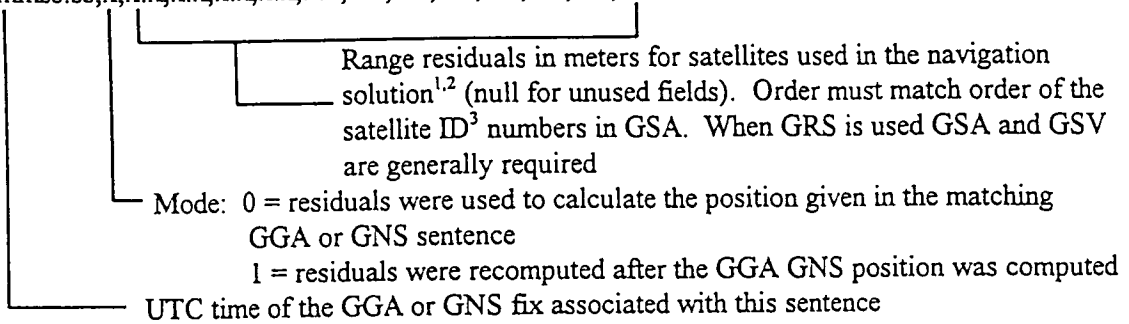 Range residuals in meters for satellites used in the navigation
solution1,2 (null for unused fields). Order must match order of the
satellite ID3 numbers in GSA. When GRS is used GSA and GSV
are generally required
Mode: 0 = residuals were used to calculate the position given in the matching
GGA or GNS sentence
1 = residuals were recomputed after the GGA GNS position was computed
UTC time of the GGA or GNS fix associated with this sentence